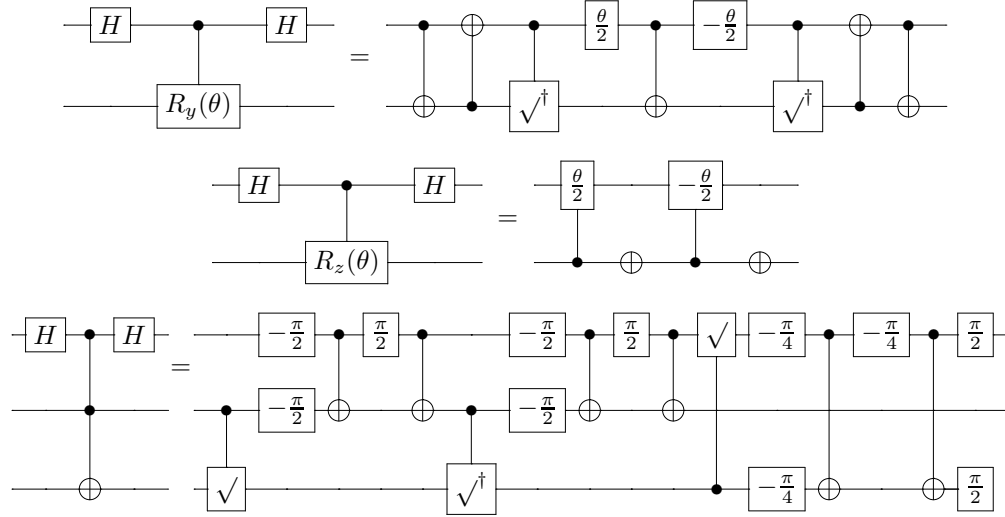 H H = θ/2 −θ/2
R_y(θ) √† √†
H H = θ/2 −θ/2
R_z(θ)
H H = −π/2 π/2 −π/2 π/2 √ −π/4 −π/4 π/2
−π/2 −π/2
√ √† −π/4 π/2